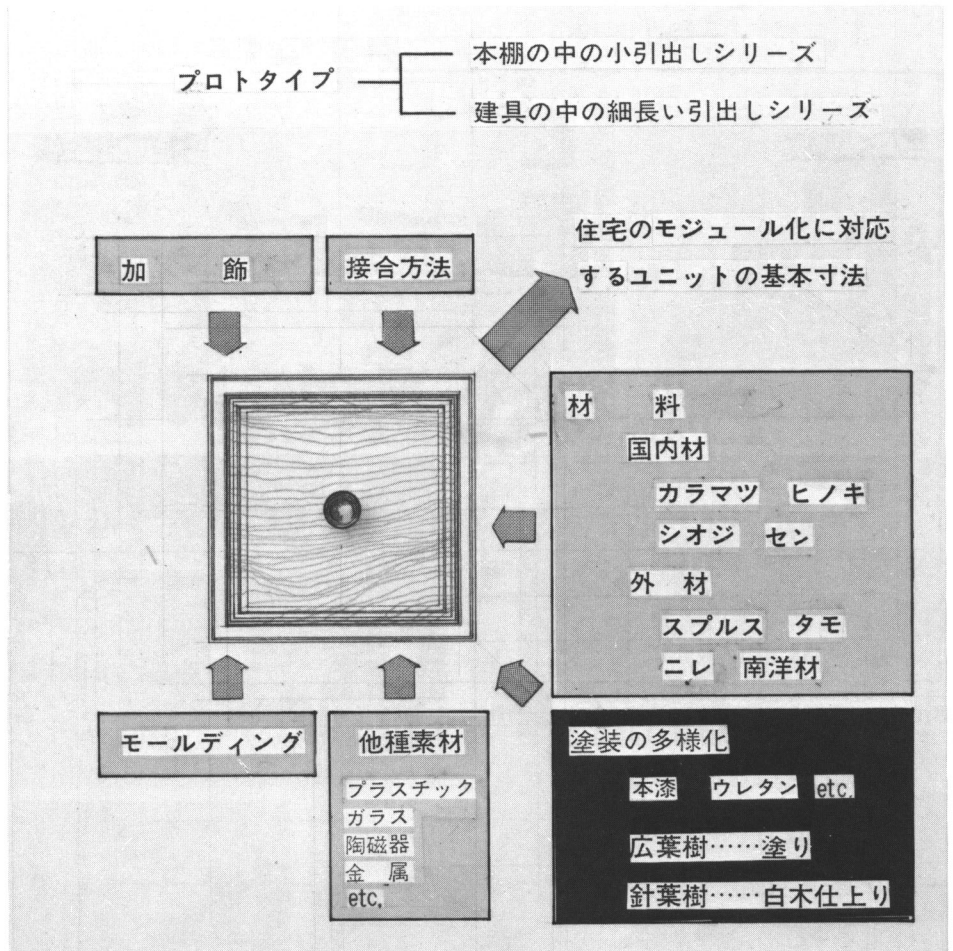 プロトタイプ
本棚の中の小引出しシリーズ
建具の中の細長い引出しシリーズ
住宅のモジュール化に対応
するユニットの基本寸法
加 飾
接合方法
材 料
国内材
カラマツ ヒノキ
シオジ セン
外 材
スプルス タモ
ニレ 南洋材
モールディング
他種素材
プラスチック
ガラス
陶磁器
金 属
etc.
塗装の多様化
本漆 ウレタン etc.
広葉樹……塗り
針葉樹……白木仕上り